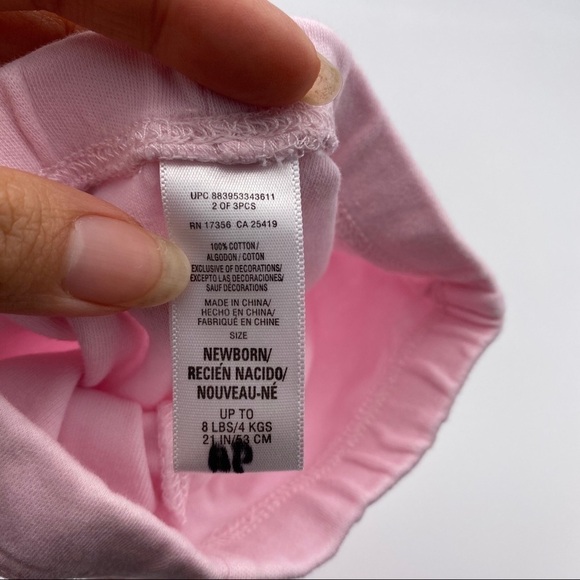 UPC 883953343611
2 OF 3PCS
RN 17356 CA 25419
100% COTTON/
ALGODON/COTON
EXCLUSIVE OF DECORATIONS/
EXCEPTO LAS DECORACIONES/
SAUF DÉCORATIONS
MADE IN CHINA/
HECHO EN CHINA/
FABRIQUÉ EN CHINE
SIZE
NEWBORN/
RECIÉN NACIDO/
NOUVEAU-NÉ
UP TO
8 LBS/4 KGS
21 IN/53 CM